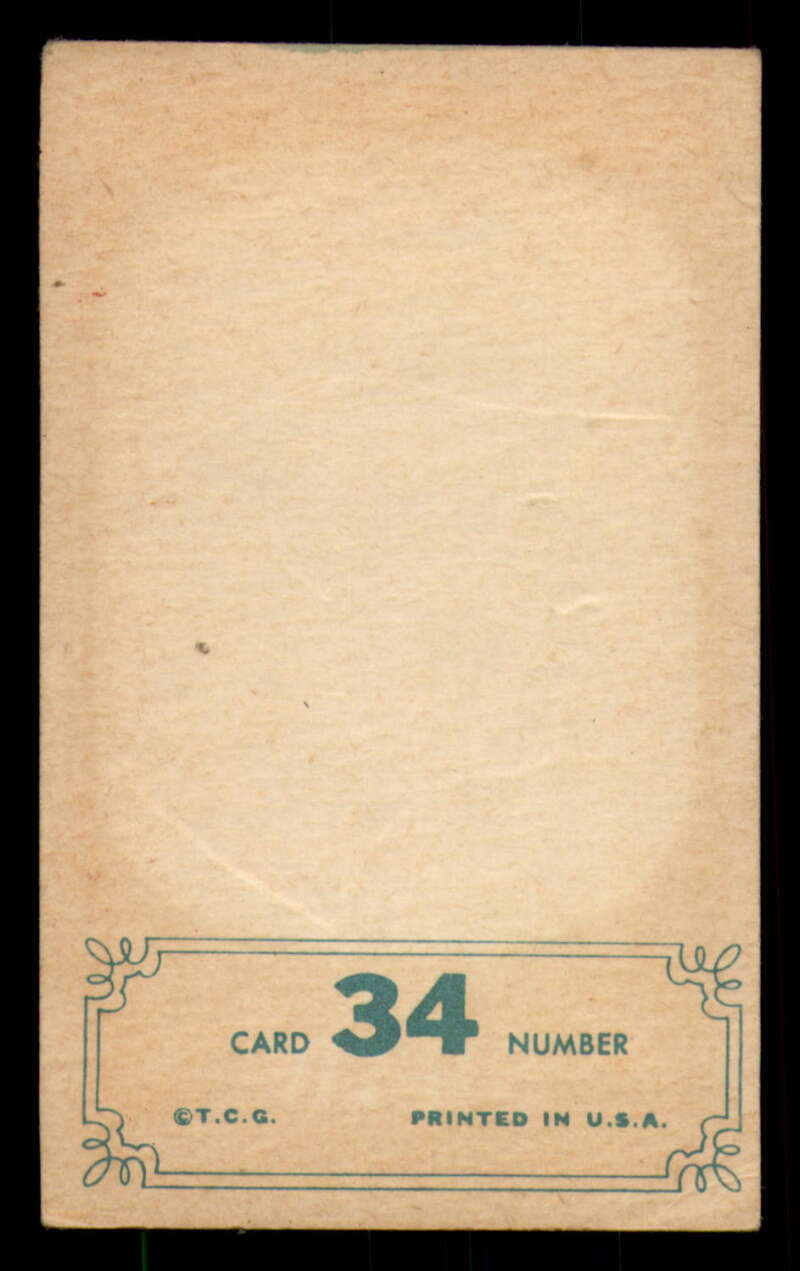 CARD 34 NUMBER
©T.C.G. PRINTED IN U.S.A.